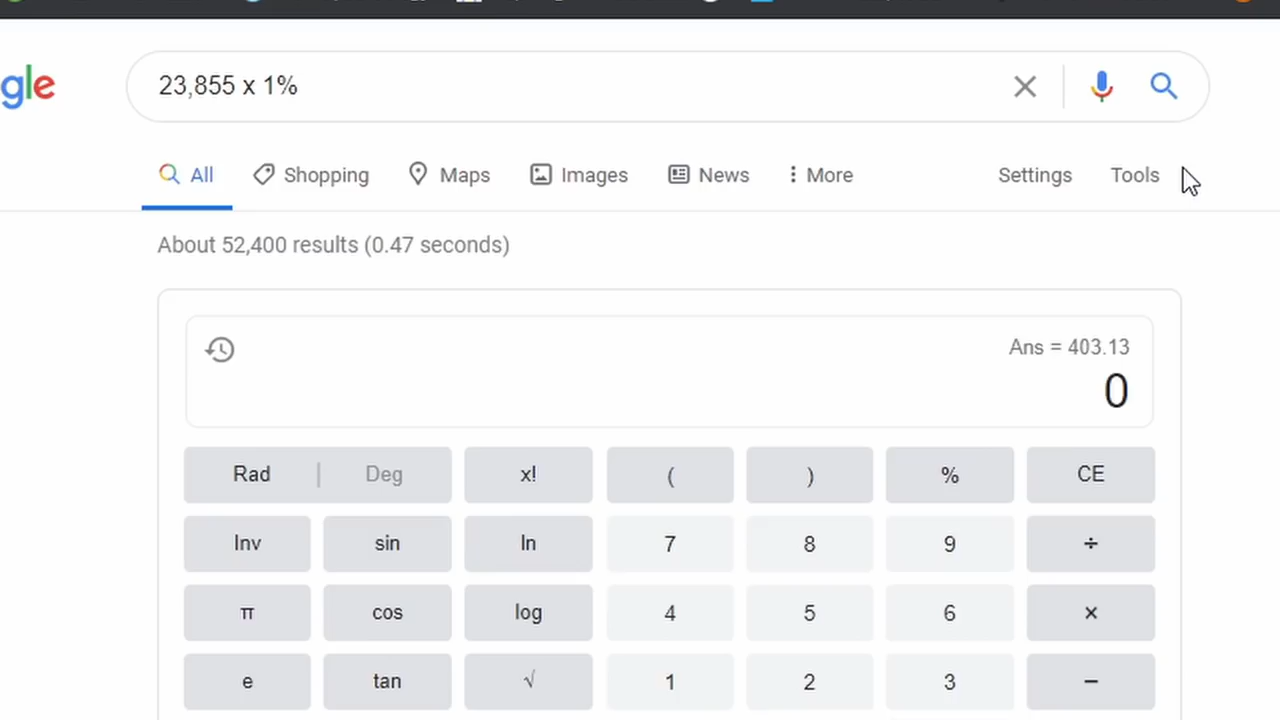 gle
23,855 x 1%
All Shopping Maps Images News More Settings Tools
About 52,400 results (0.47 seconds)
Ans = 403.13
0
Rad | Deg x! ( ) % CE
Inv sin ln 7 8 9 ÷
π cos log 4 5 6 ×
e tan √ 1 2 3 −